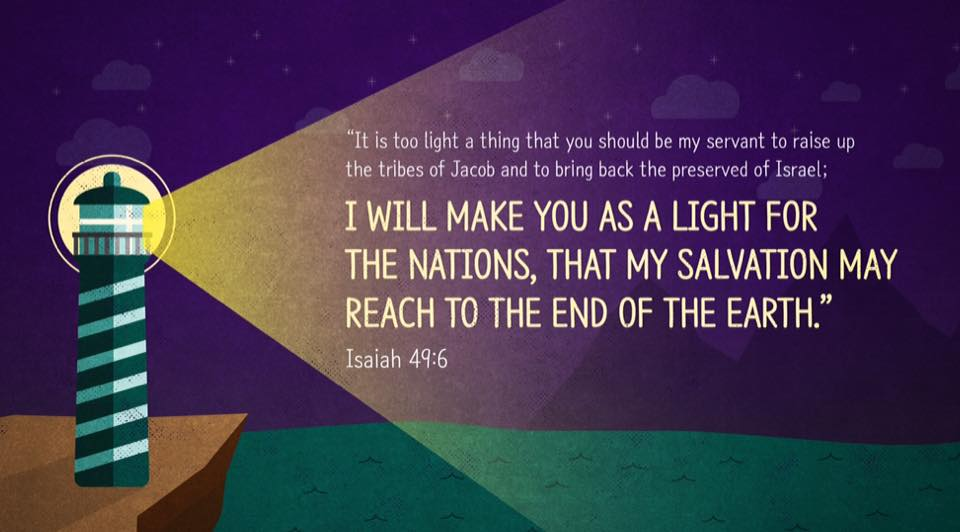 “It is too light a thing that you should be my servant to raise up
the tribes of Jacob and to bring back the preserved of Israel;
I WILL MAKE YOU AS A LIGHT FOR
THE NATIONS, THAT MY SALVATION MAY
REACH TO THE END OF THE EARTH.”
Isaiah 49:6